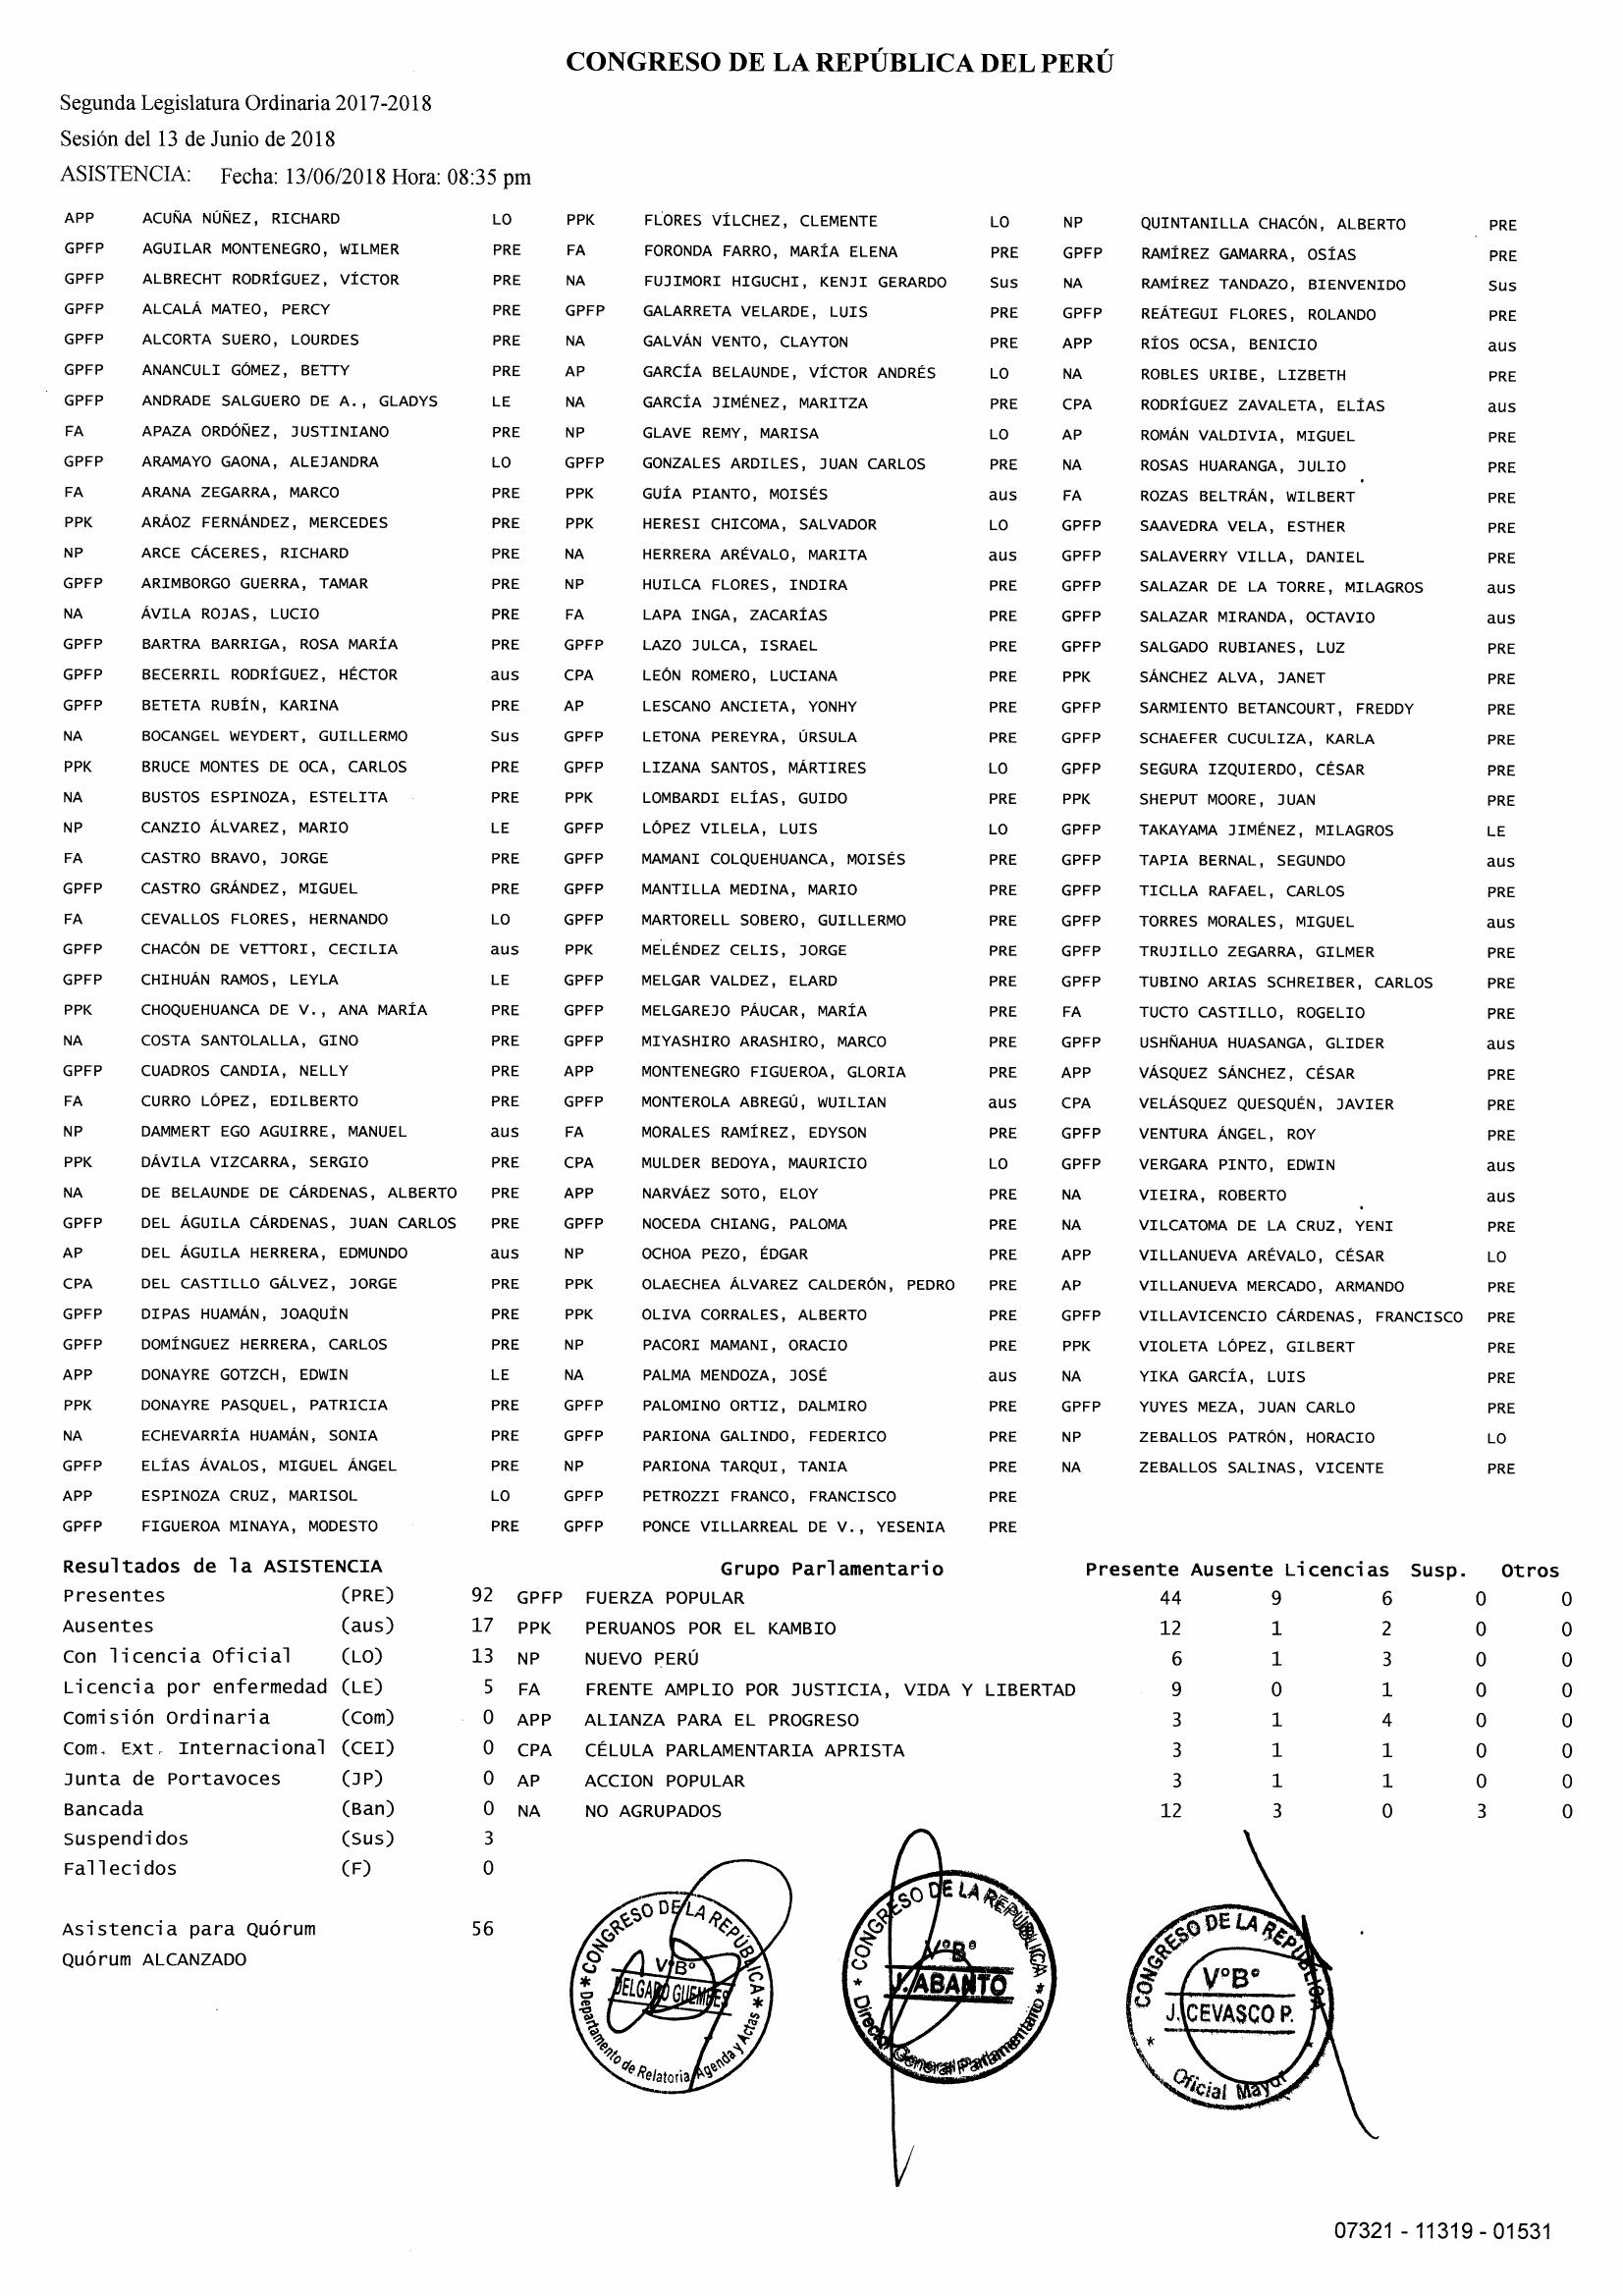 CONGRESO DE LA REPÚBLICA DEL PERÚ
Segunda Legislatura Ordinaria 2017-2018
Sesión del 13 de Junio de 2018
ASISTENCIA: Fecha: 13/06/2018 Hora: 08:35 pm
APP ACUÑA NÚÑEZ, RICHARD LO PPK FLORES VÍLCHEZ, CLEMENTE LO NP QUINTANILLA CHACÓN, ALBERTO PRE
GPFP AGUILAR MONTENEGRO, WILMER PRE FA FORONDA FARRO, MARÍA ELENA PRE GPFP RAMÍREZ GAMARRA, OSÍAS PRE
GPFP ALBRECHT RODRÍGUEZ, VÍCTOR PRE NA FUJIMORI HIGUCHI, KENJI GERARDO Sus NA RAMÍREZ TANDAZO, BIENVENIDO Sus
GPFP ALCALÁ MATEO, PERCY PRE GPFP GALARRETA VELARDE, LUIS PRE GPFP REÁTEGUI FLORES, ROLANDO PRE
GPFP ALCORTA SUERO, LOURDES PRE NA GALVÁN VENTO, CLAYTON PRE APP RÍOS OCSA, BENICIO aus
GPFP ANANCULI GÓMEZ, BETTY PRE AP GARCÍA BELAUNDE, VÍCTOR ANDRÉS LO NA ROBLES URIBE, LIZBETH PRE
GPFP ANDRADE SALGUERO DE A., GLADYS LE NA GARCÍA JIMÉNEZ, MARITZA PRE CPA RODRÍGUEZ ZAVALETA, ELÍAS aus
FA APAZA ORDÓÑEZ, JUSTINIANO PRE NP GLAVE REMY, MARISA LO AP ROMÁN VALDIVIA, MIGUEL PRE
GPFP ARAMAYO GAONA, ALEJANDRA LO GPFP GONZALES ARDILES, JUAN CARLOS PRE NA ROSAS HUARANGA, JULIO PRE
FA ARANA ZEGARRA, MARCO PRE PPK GUÍA PIANTO, MOISÉS aus FA ROZAS BELTRÁN, WILBERT PRE
PPK ARÁOZ FERNÁNDEZ, MERCEDES PRE PPK HERESI CHICOMA, SALVADOR LO GPFP SAAVEDRA VELA, ESTHER PRE
NP ARCE CÁCERES, RICHARD PRE NA HERRERA ARÉVALO, MARITA aus GPFP SALAVERRY VILLA, DANIEL PRE
GPFP ARIMBORGO GUERRA, TAMAR PRE NP HUILCA FLORES, INDIRA PRE GPFP SALAZAR DE LA TORRE, MILAGROS aus
NA ÁVILA ROJAS, LUCIO PRE FA LAPA INGA, ZACARÍAS PRE GPFP SALAZAR MIRANDA, OCTAVIO aus
GPFP BARTRA BARRIGA, ROSA MARÍA PRE GPFP LAZO JULCA, ISRAEL PRE GPFP SALGADO RUBIANES, LUZ PRE
GPFP BECERRIL RODRÍGUEZ, HÉCTOR aus CPA LEÓN ROMERO, LUCIANA PRE PPK SÁNCHEZ ALVA, JANET PRE
GPFP BETETA RUBÍN, KARINA PRE AP LESCANO ANCIETA, YONHY PRE GPFP SARMIENTO BETANCOURT, FREDDY PRE
NA BOCANGEL WEYDERT, GUILLERMO Sus GPFP LETONA PEREYRA, ÚRSULA PRE GPFP SCHAEFER CUCULIZA, KARLA PRE
PPK BRUCE MONTES DE OCA, CARLOS PRE GPFP LIZANA SANTOS, MÁRTIRES LO GPFP SEGURA IZQUIERDO, CÉSAR PRE
NA BUSTOS ESPINOZA, ESTELITA PRE PPK LOMBARDI ELÍAS, GUIDO PRE PPK SHEPUT MOORE, JUAN PRE
NP CANZIO ÁLVAREZ, MARIO LE GPFP LÓPEZ VILELA, LUIS LO GPFP TAKAYAMA JIMÉNEZ, MILAGROS LE
FA CASTRO BRAVO, JORGE PRE GPFP MAMANI COLQUEHUANCA, MOISÉS PRE GPFP TAPIA BERNAL, SEGUNDO aus
GPFP CASTRO GRÁNDEZ, MIGUEL PRE GPFP MANTILLA MEDINA, MARIO PRE GPFP TICLLA RAFAEL, CARLOS PRE
FA CEVALLOS FLORES, HERNANDO LO GPFP MARTORELL SOBERO, GUILLERMO PRE GPFP TORRES MORALES, MIGUEL aus
GPFP CHACÓN DE VETTORI, CECILIA aus PPK MELÉNDEZ CELIS, JORGE PRE GPFP TRUJILLO ZEGARRA, GILMER PRE
GPFP CHIHUÁN RAMOS, LEYLA LE GPFP MELGAR VALDEZ, ELARD PRE GPFP TUBINO ARIAS SCHREIBER, CARLOS PRE
PPK CHOQUEHUANCA DE V., ANA MARÍA PRE GPFP MELGAREJO PÁUCAR, MARÍA PRE FA TUCTO CASTILLO, ROGELIO PRE
NA COSTA SANTOLALLA, GINO PRE GPFP MIYASHIRO ARASHIRO, MARCO PRE GPFP USHÑAHUA HUASANGA, GLIDER aus
GPFP CUADROS CANDIA, NELLY PRE APP MONTENEGRO FIGUEROA, GLORIA PRE APP VÁSQUEZ SÁNCHEZ, CÉSAR PRE
FA CURRO LÓPEZ, EDILBERTO PRE GPFP MONTEROLA ABREGÚ, WUILIAN aus CPA VELÁSQUEZ QUESQUÉN, JAVIER PRE
NP DAMMERT EGO AGUIRRE, MANUEL aus FA MORALES RAMÍREZ, EDYSON PRE GPFP VENTURA ÁNGEL, ROY PRE
PPK DÁVILA VIZCARRA, SERGIO PRE CPA MULDER BEDOYA, MAURICIO LO GPFP VERGARA PINTO, EDWIN aus
NA DE BELAUNDE DE CÁRDENAS, ALBERTO PRE APP NARVÁEZ SOTO, ELOY PRE NA VIEIRA, ROBERTO aus
GPFP DEL ÁGUILA CÁRDENAS, JUAN CARLOS PRE GPFP NOCEDA CHIANG, PALOMA PRE NA VILCATOMA DE LA CRUZ, YENI PRE
AP DEL ÁGUILA HERRERA, EDMUNDO aus NP OCHOA PEZO, ÉDGAR PRE APP VILLANUEVA ARÉVALO, CÉSAR LO
CPA DEL CASTILLO GÁLVEZ, JORGE PRE PPK OLAECHEA ÁLVAREZ CALDERÓN, PEDRO PRE AP VILLANUEVA MERCADO, ARMANDO PRE
GPFP DIPAS HUAMÁN, JOAQUÍN PRE PPK OLIVA CORRALES, ALBERTO PRE GPFP VILLAVICENCIO CÁRDENAS, FRANCISCO PRE
GPFP DOMÍNGUEZ HERRERA, CARLOS PRE NP PACORI MAMANI, ORACIO PRE PPK VIOLETA LÓPEZ, GILBERT PRE
APP DONAYRE GOTZCH, EDWIN LE NA PALMA MENDOZA, JOSÉ aus NA YIKA GARCÍA, LUIS PRE
PPK DONAYRE PASQUEL, PATRICIA PRE GPFP PALOMINO ORTIZ, DALMIRO PRE GPFP YUYES MEZA, JUAN CARLO PRE
NA ECHEVARRÍA HUAMÁN, SONIA PRE GPFP PARIONA GALINDO, FEDERICO PRE NP ZEBALLOS PATRÓN, HORACIO LO
GPFP ELÍAS ÁVALOS, MIGUEL ÁNGEL PRE NP PARIONA TARQUI, TANIA PRE NA ZEBALLOS SALINAS, VICENTE PRE
APP ESPINOZA CRUZ, MARISOL LO GPFP PETROZZI FRANCO, FRANCISCO PRE
GPFP FIGUEROA MINAYA, MODESTO PRE GPFP PONCE VILLARREAL DE V., YESENIA PRE
Resultados de la ASISTENCIA Grupo Parlamentario Presente Ausente Licencias Susp. Otros
Presentes (PRE) 92 GPFP FUERZA POPULAR 44 9 6 0 0
Ausentes (aus) 17 PPK PERUANOS POR EL KAMBIO 12 1 2 0 0
Con licencia Oficial (LO) 13 NP NUEVO PERÚ 6 1 3 0 0
Licencia por enfermedad (LE) 5 FA FRENTE AMPLIO POR JUSTICIA, VIDA Y LIBERTAD 9 0 1 0 0
Comisión Ordinaria (Com) 0 APP ALIANZA PARA EL PROGRESO 3 1 4 0 0
Com. Ext. Internacional (CEI) 0 CPA CÉLULA PARLAMENTARIA APRISTA 3 1 1 0 0
Junta de Portavoces (JP) 0 AP ACCION POPULAR 3 1 1 0 0
Bancada (Ban) 0 NA NO AGRUPADOS 12 3 0 3 0
Suspendidos (Sus) 3
Fallecidos (F) 0
Asistencia para Quórum 56
Quórum ALCANZADO
CONGRESO DE LA REPÚBLICA
V°B°
DELGADO GUEMBES
Departamento de Relatoria, Agenda y Actas
CONGRESO DE LA REPÚBLICA
V°B°
J. ABANTO
Director General Parlamentario
CONGRESO DE LA REPUBLICA
V°B°
J. CEVASCO P.
Oficial Mayor
07321 - 11319 - 01531